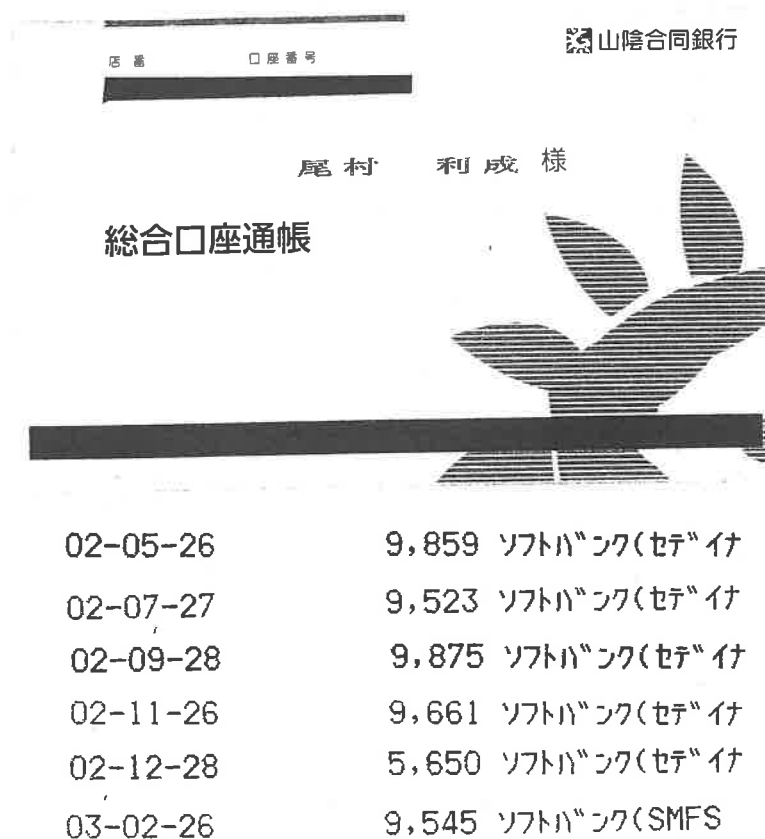 山陰合同銀行
店番 口座番号
尾村 利成 様
総合口座通帳
02-05-26 9,859 ソフトバンク(セデイナ
02-07-27 9,523 ソフトバンク(セデイナ
02-09-28 9,875 ソフトバンク(セデイナ
02-11-26 9,661 ソフトバンク(セデイナ
02-12-28 5,650 ソフトバンク(セデイナ
03-02-26 9,545 ソフトバンク(SMFS